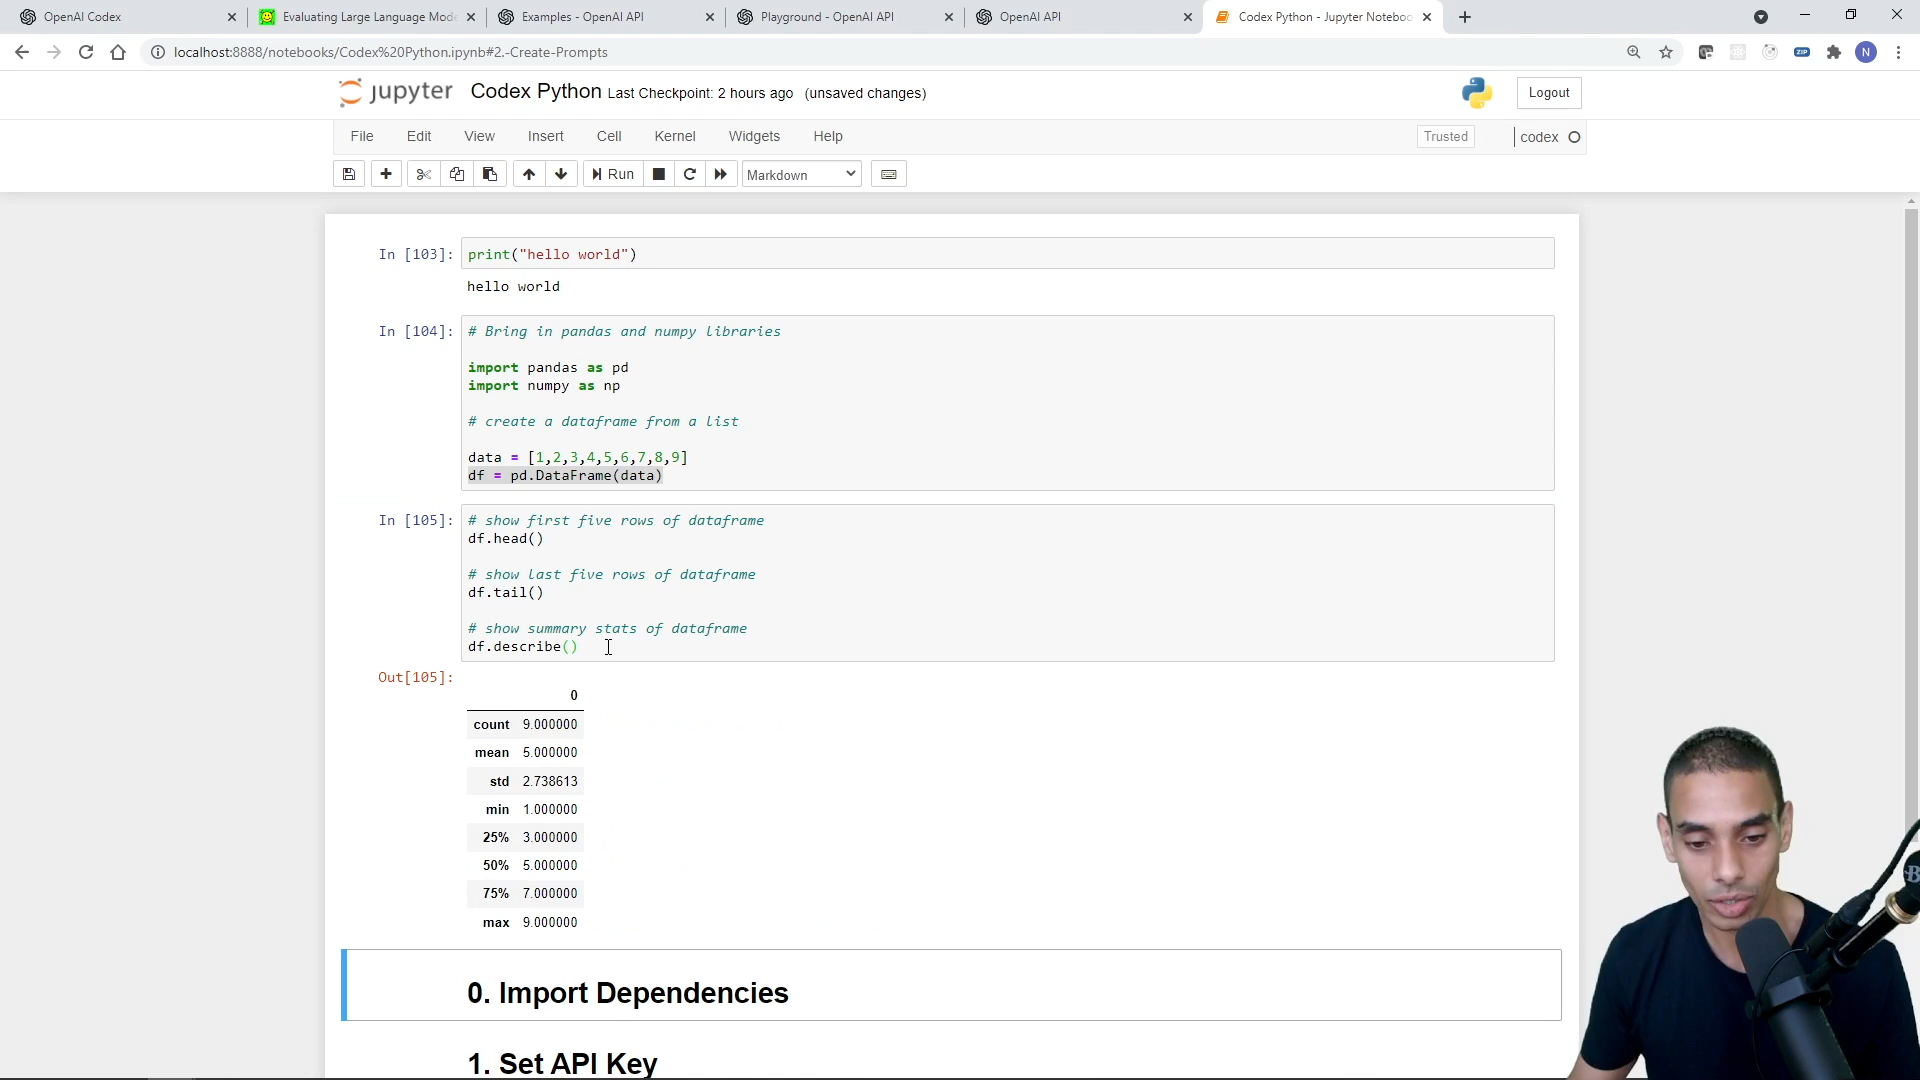 OpenAI Codex
Evaluating Large Language Mode
Examples - OpenAI API
Playground - OpenAI API
OpenAI API
Codex Python - Jupyter Noteboo
localhost:8888/notebooks/Codex%20Python.ipynb#2.-Create-Prompts
ZIP
N
jupyter Codex Python Last Checkpoint: 2 hours ago (unsaved changes)
Logout
File Edit View Insert Cell Kernel Widgets Help
Trusted
codex
Run
Markdown
In [103]: print("hello world")
hello world
In [104]: # Bring in pandas and numpy libraries
import pandas as pd
import numpy as np
# create a dataframe from a list
data = [1,2,3,4,5,6,7,8,9]
df = pd.DataFrame(data)
In [105]: # show first five rows of dataframe
df.head()
# show last five rows of dataframe
df.tail()
# show summary stats of dataframe
df.describe()
Out[105]:
0
count 9.000000
mean 5.000000
std 2.738613
min 1.000000
25% 3.000000
50% 5.000000
75% 7.000000
max 9.000000
0. Import Dependencies
1. Set API Key